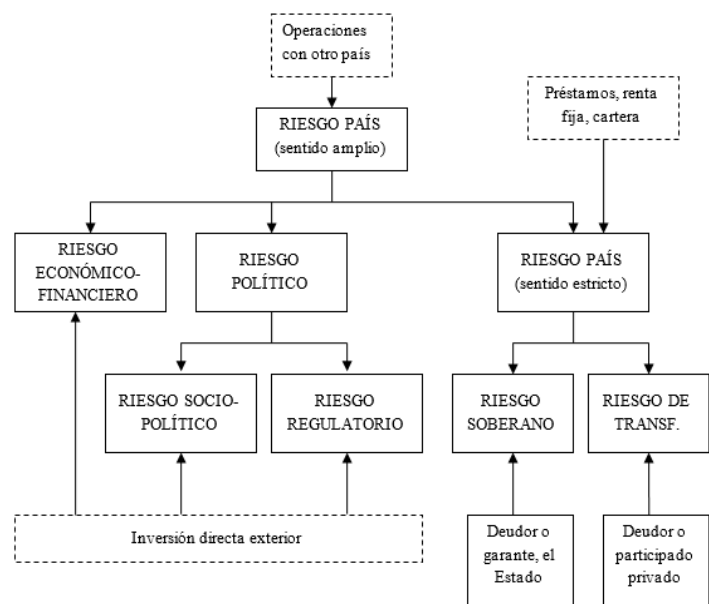 Operaciones
con otro país
Préstamos, renta
fija, cartera
RIESGO PAÍS
(sentido amplio)
RIESGO
ECONÓMICO-
FINANCIERO
RIESGO
POLÍTICO
RIESGO PAÍS
(sentido estricto)
RIESGO SOCIO-
POLÍTICO
RIESGO
REGULATORIO
RIESGO
SOBERANO
RIESGO DE
TRANSF.
Inversión directa exterior
Deudor o
garante, el
Estado
Deudor o
participado
privado